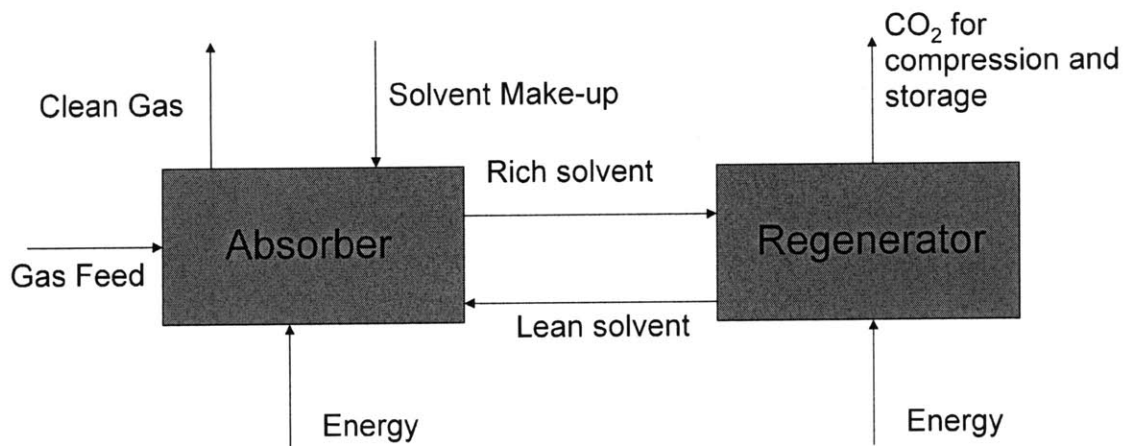 CO₂ for
compression and
storage
Clean Gas
Solvent Make-up
Rich solvent
Absorber
Regenerator
Gas Feed
Lean solvent
Energy
Energy